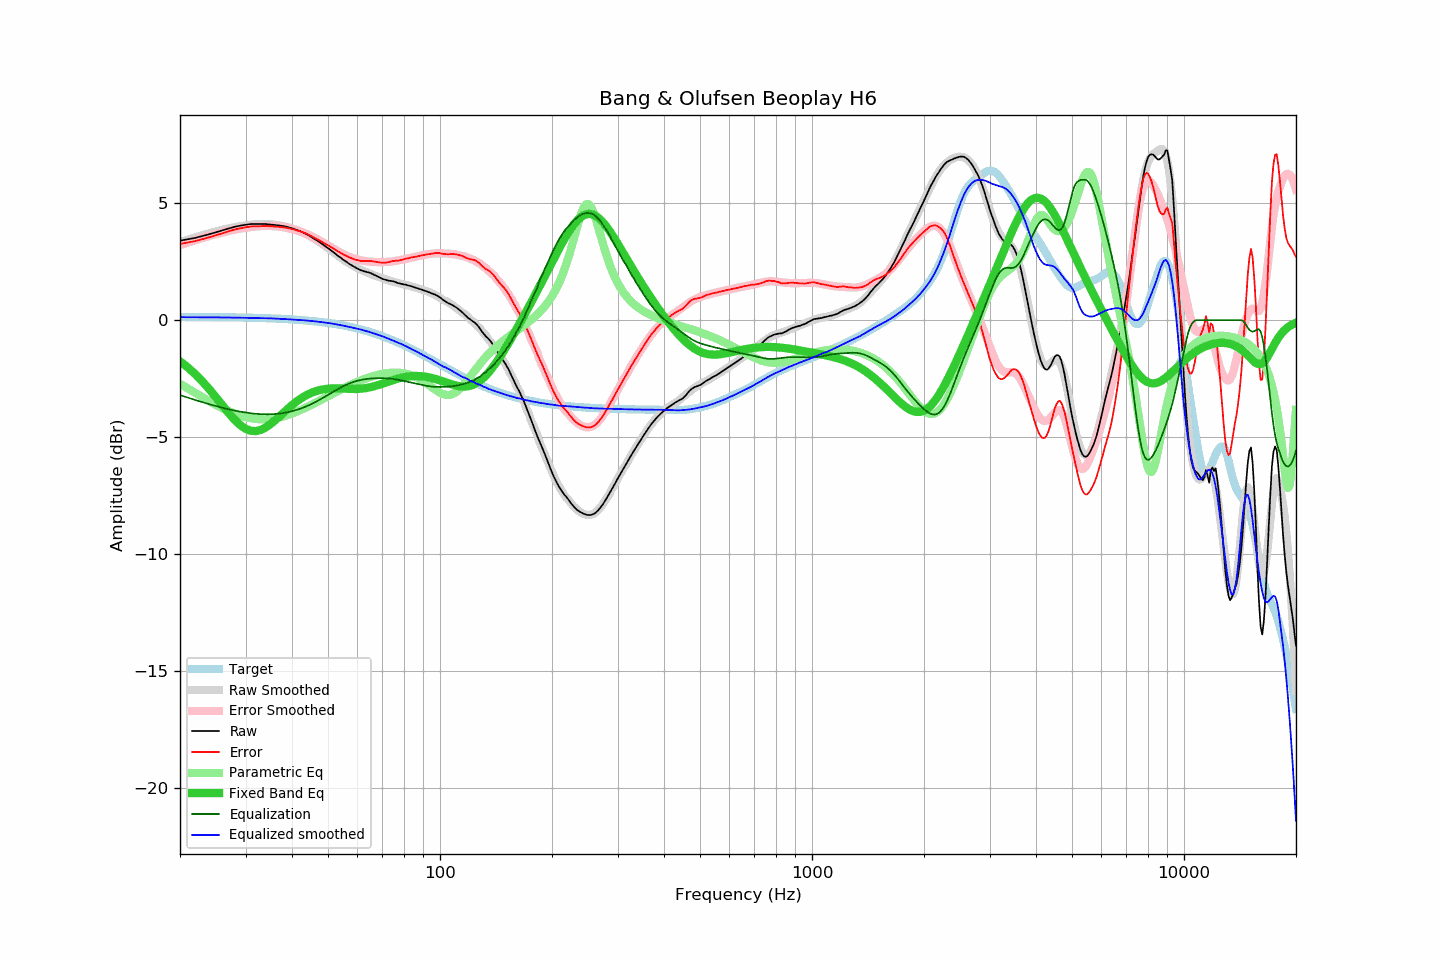 Bang & Olufsen Beoplay H6
Amplitude (dBr)
5
0
−5
−10
−15
−20
Target
Raw Smoothed
Error Smoothed
Raw
Error
Parametric Eq
Fixed Band Eq
Equalization
Equalized smoothed
100
1000
10000
Frequency (Hz)